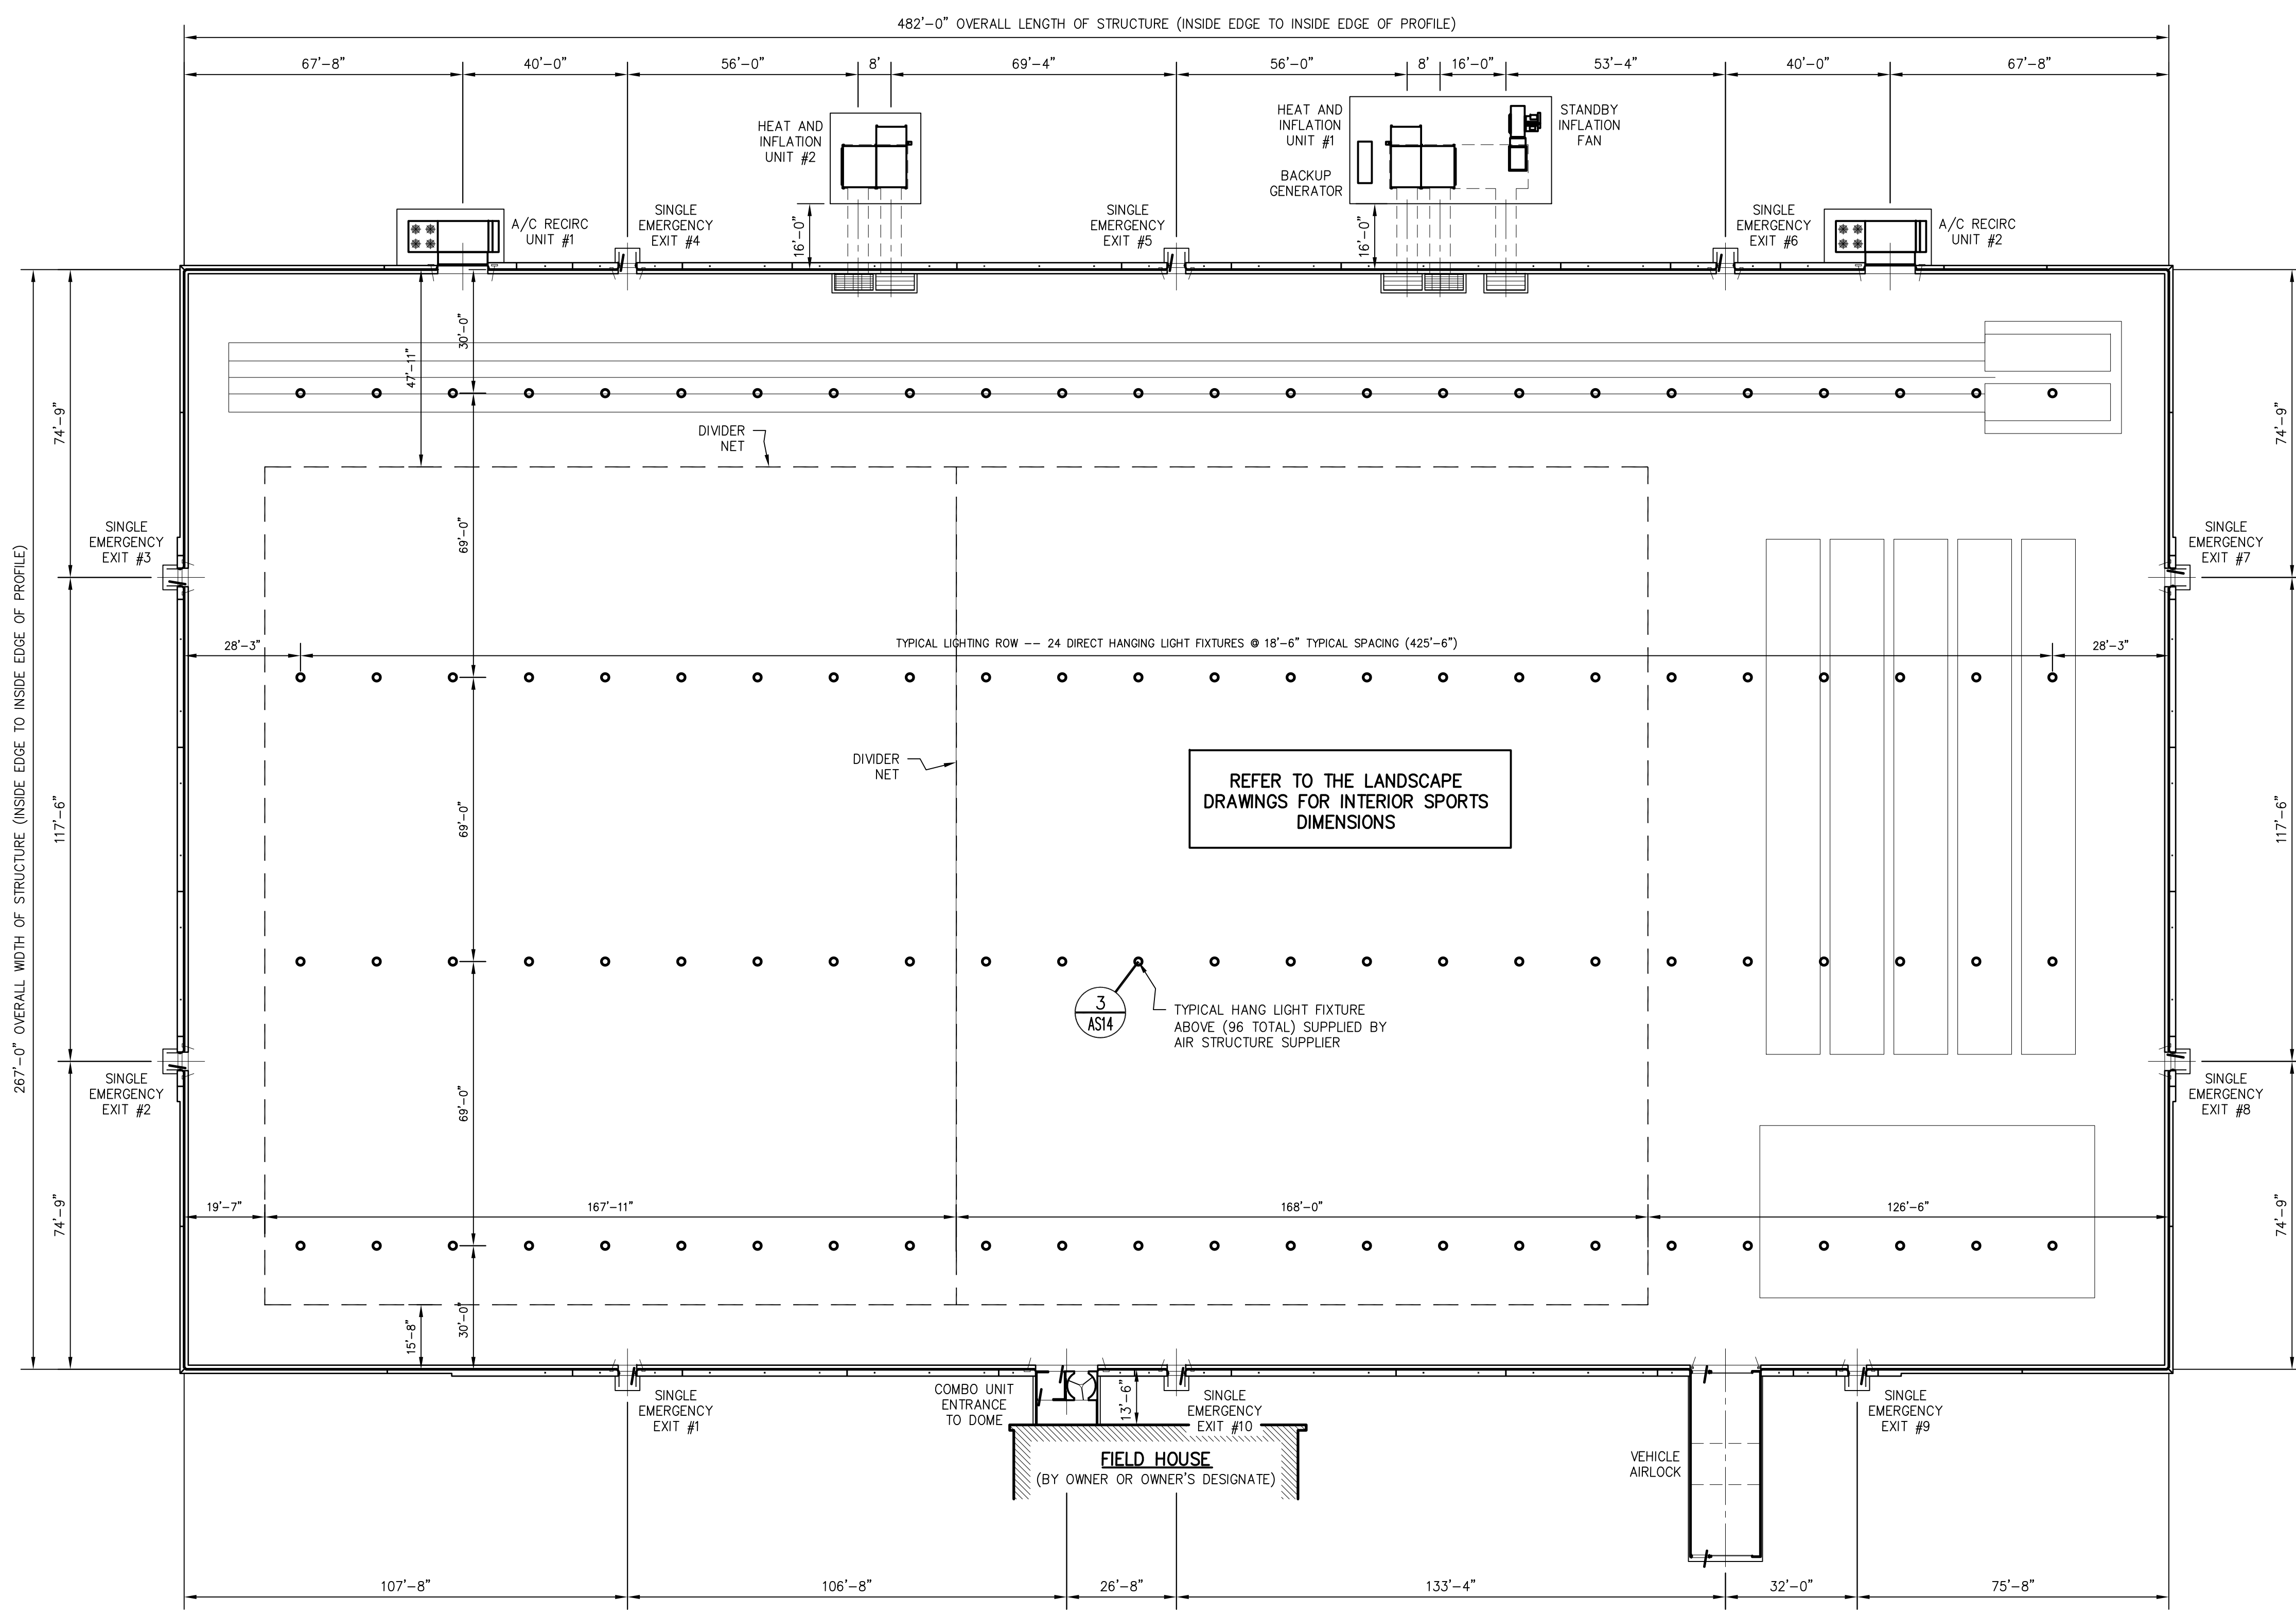 482'-0" OVERALL LENGTH OF STRUCTURE (INSIDE EDGE TO INSIDE EDGE OF PROFILE)
67'-8"
40'-0"
56'-0"
8'
69'-4"
56'-0"
8'
16'-0"
53'-4"
40'-0"
67'-8"
HEAT AND
INFLATION
UNIT #2
HEAT AND
INFLATION
UNIT #1
BACKUP
GENERATOR
STANDBY
INFLATION
FAN
A/C RECIRC
UNIT #1
SINGLE
EMERGENCY
EXIT #4
16'-0"
SINGLE
EMERGENCY
EXIT #5
16'-0"
SINGLE
EMERGENCY
EXIT #6
A/C RECIRC
UNIT #2
267'-0" OVERALL WIDTH OF STRUCTURE (INSIDE EDGE TO INSIDE EDGE OF PROFILE)
74'-9"
47'-11"
30'-0"
74'-9"
DIVIDER
NET
SINGLE
EMERGENCY
EXIT #3
69'-0"
SINGLE
EMERGENCY
EXIT #7
28'-3"
TYPICAL LIGHTING ROW -- 24 DIRECT HANGING LIGHT FIXTURES @ 18'-6" TYPICAL SPACING (425'-6")
28'-3"
DIVIDER
NET
REFER TO THE LANDSCAPE
DRAWINGS FOR INTERIOR SPORTS
DIMENSIONS
117'-6"
69'-0"
117'-6"
3
AS14
TYPICAL HANG LIGHT FIXTURE
ABOVE (96 TOTAL) SUPPLIED BY
AIR STRUCTURE SUPPLIER
SINGLE
EMERGENCY
EXIT #2
69'-0"
SINGLE
EMERGENCY
EXIT #8
74'-9"
19'-7"
167'-11"
168'-0"
126'-6"
74'-9"
15'-8"
30'-0"
SINGLE
EMERGENCY
EXIT #1
COMBO UNIT
ENTRANCE
TO DOME
13'-6"
SINGLE
EMERGENCY
EXIT #10
SINGLE
EMERGENCY
EXIT #9
FIELD HOUSE
(BY OWNER OR OWNER'S DESIGNATE)
VEHICLE
AIRLOCK
107'-8"
106'-8"
26'-8"
133'-4"
32'-0"
75'-8"